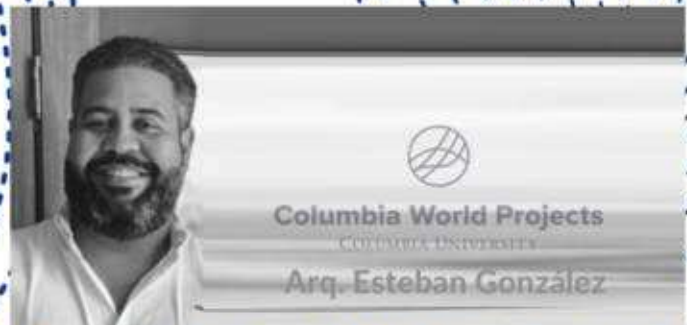 Columbia World Projects
COLUMBIA UNIVERSITY
Arq. Esteban González